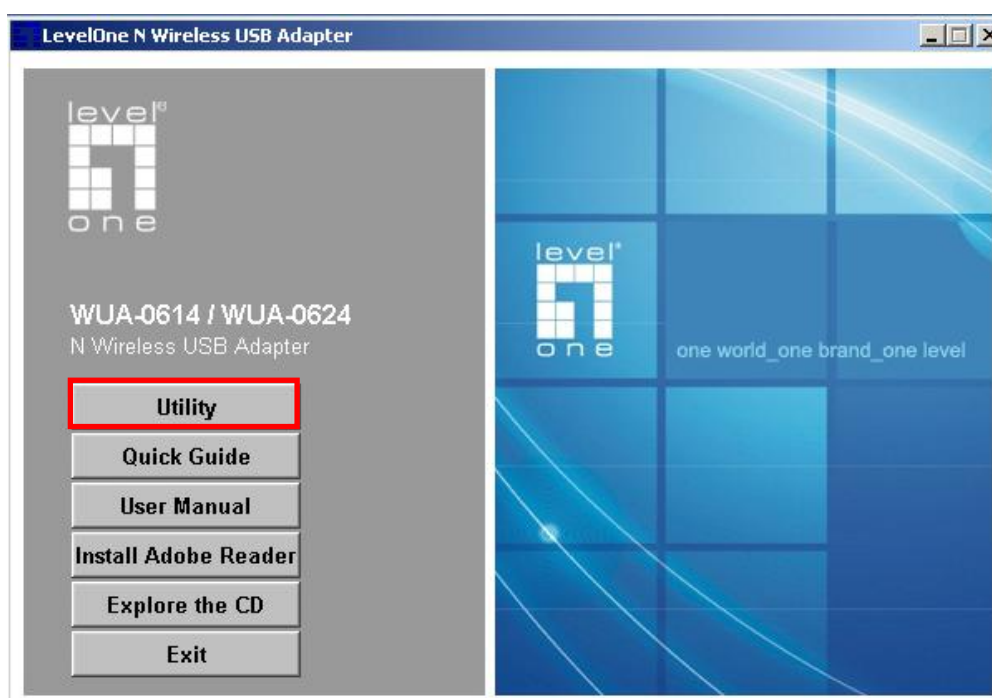 LevelOne N Wireless USB Adapter
level®
one
WUA-0614 / WUA-0624
N Wireless USB Adapter
Utility
Quick Guide
User Manual
Install Adobe Reader
Explore the CD
Exit
level®
one
one world_one brand_one level